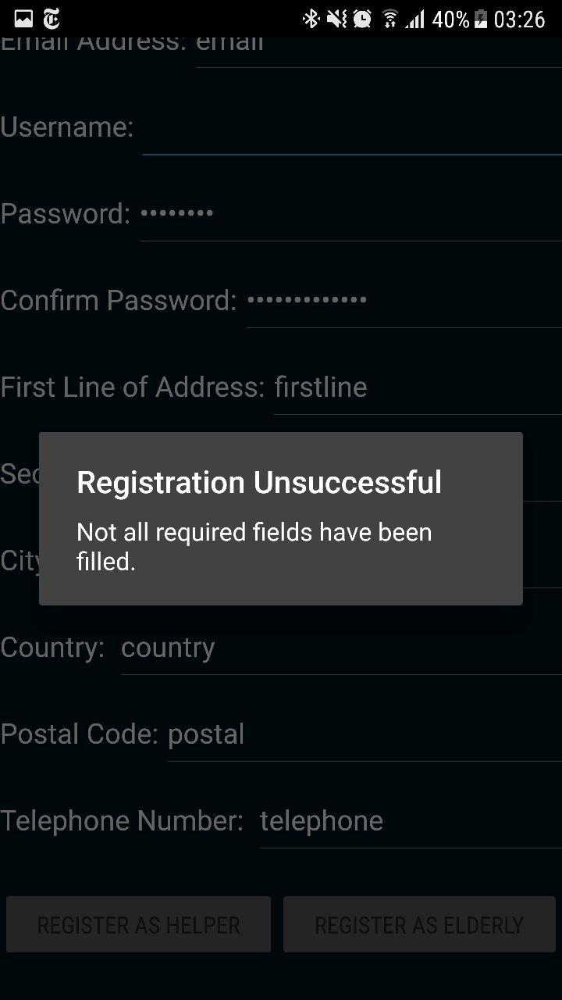 40% 03:26
Email Address: email
Username:
Password: ••••••••
Confirm Password: •••••••••••••
First Line of Address: firstline
Registration Unsuccessful
Not all required fields have been
filled.
Country: country
Postal Code: postal
Telephone Number: telephone
REGISTER AS HELPER REGISTER AS ELDERLY